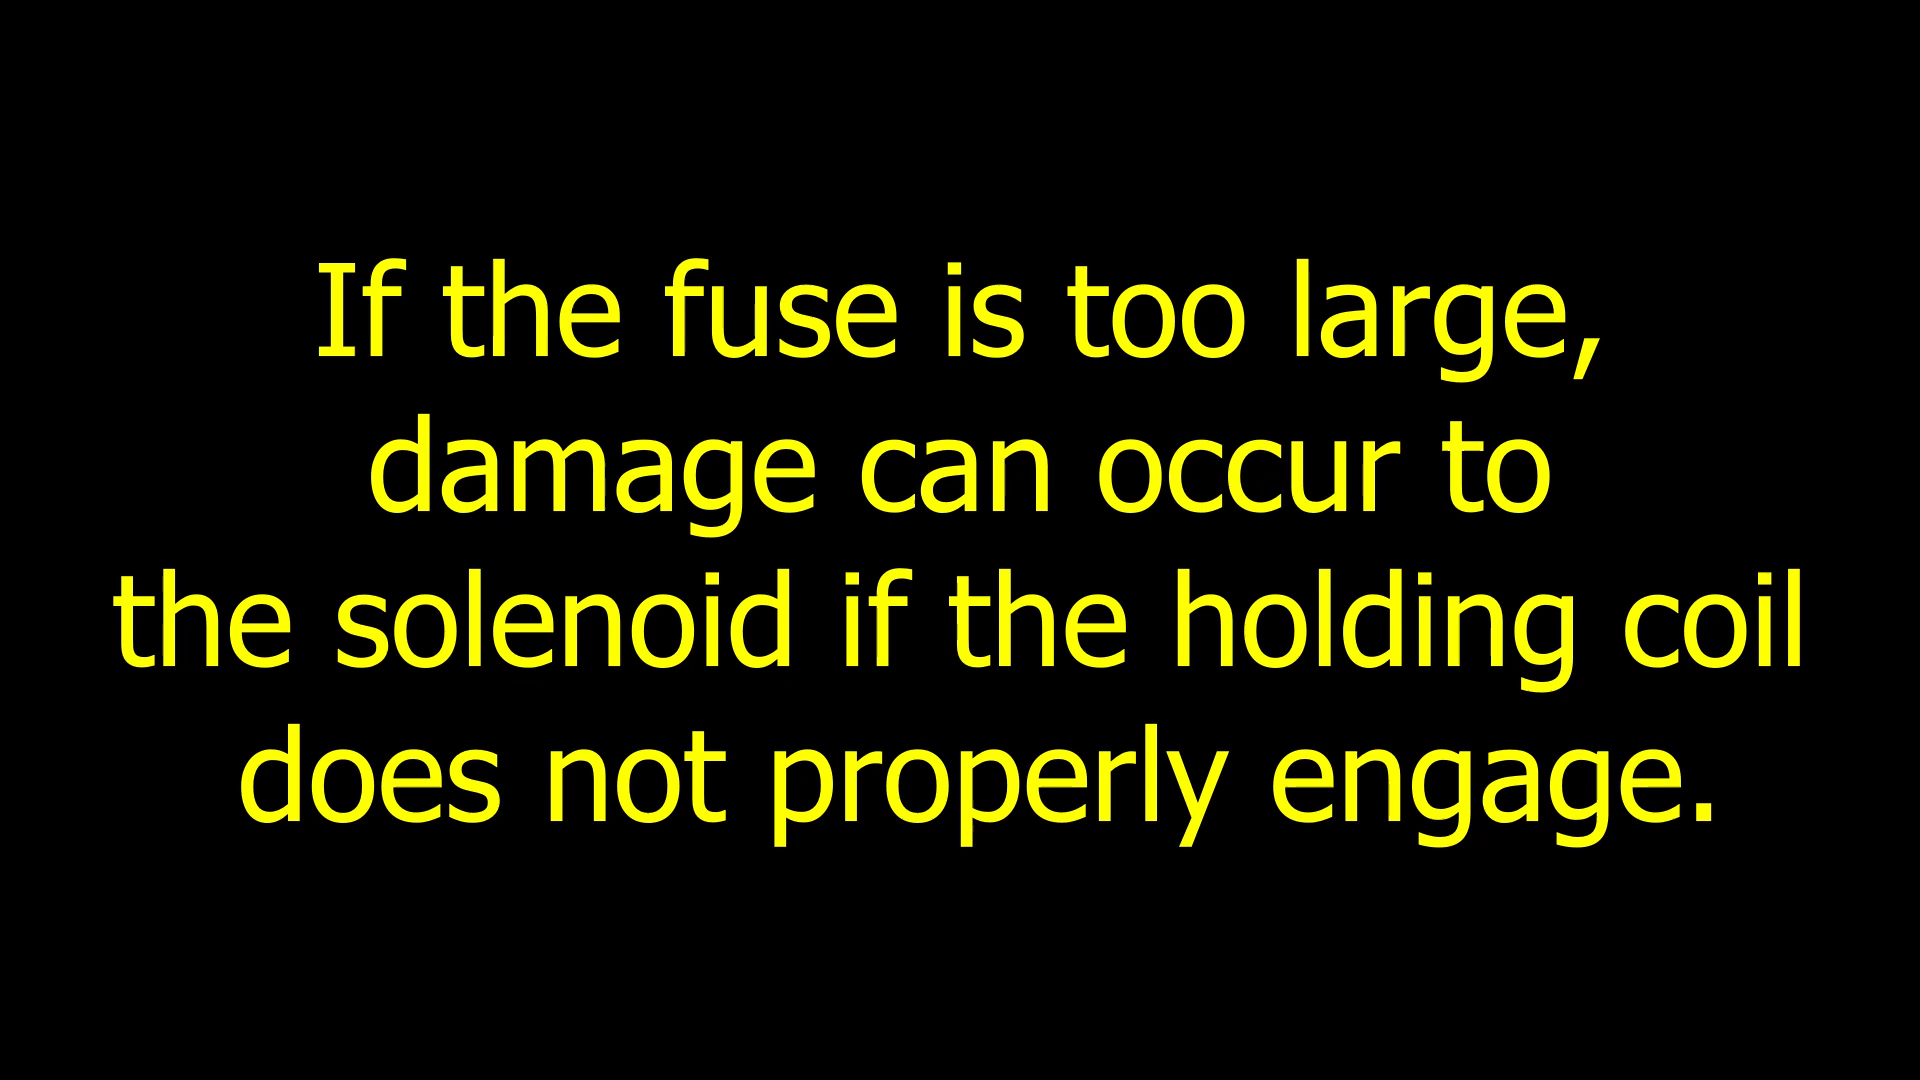 If the fuse is too large,
damage can occur to
the solenoid if the holding coil
does not properly engage.